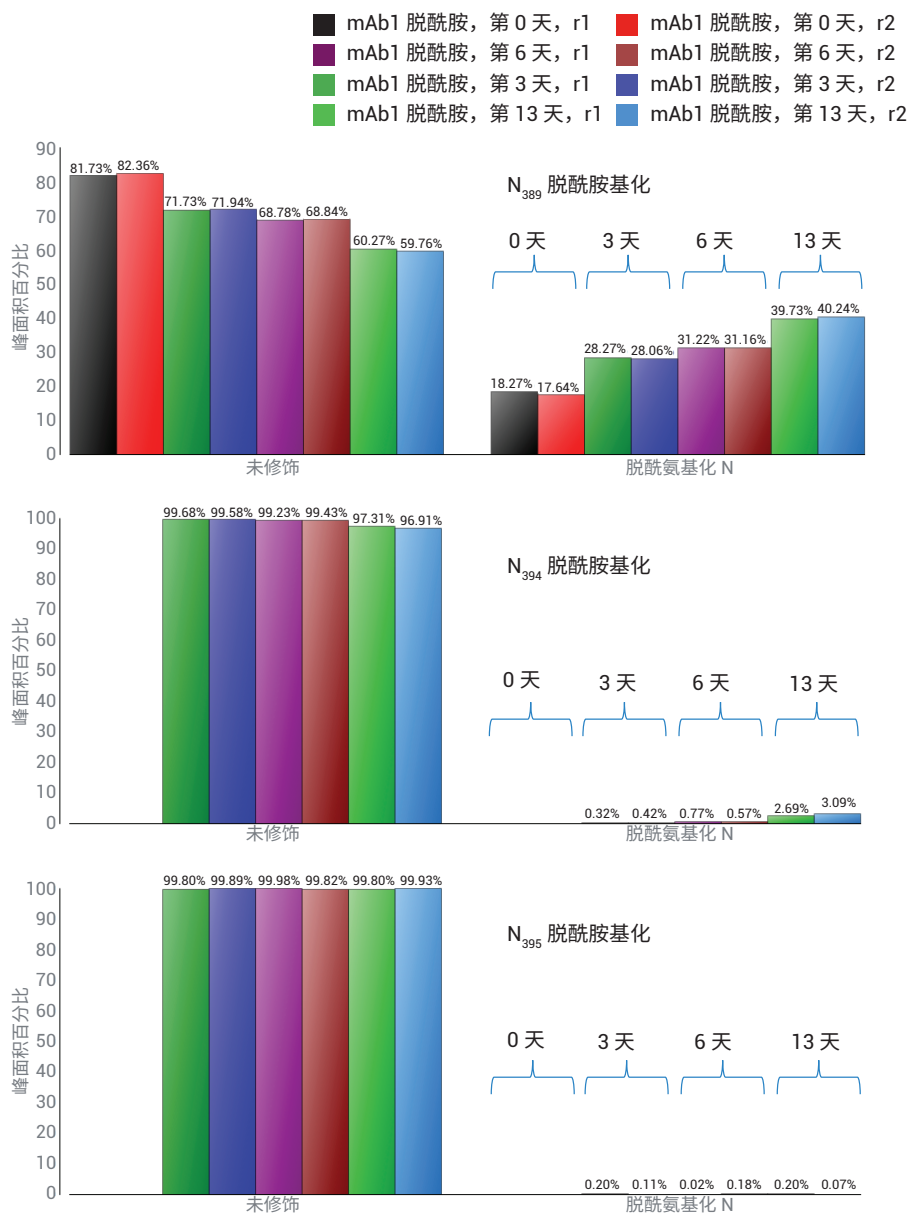 mAb1 脱酰胺，第 0 天，r1 mAb1 脱酰胺，第 0 天，r2
mAb1 脱酰胺，第 6 天，r1 mAb1 脱酰胺，第 6 天，r2
mAb1 脱酰胺，第 3 天，r1 mAb1 脱酰胺，第 3 天，r2
mAb1 脱酰胺，第 13 天，r1 mAb1 脱酰胺，第 13 天，r2
峰面积百分比
90
80
70
60
50
40
30
20
10
0
81.73% 82.36% 71.73% 71.94% 68.78% 68.84% 60.27% 59.76%
N389 脱酰胺基化
0 天 3 天 6 天 13 天
18.27% 17.64% 28.27% 28.06% 31.22% 31.16% 39.73% 40.24%
未修饰 脱酰氨基化 N
峰面积百分比
100
90
80
70
60
50
40
30
20
10
0
99.68% 99.58% 99.23% 99.43% 97.31% 96.91%
N394 脱酰胺基化
0 天 3 天 6 天 13 天
0.32% 0.42% 0.77% 0.57% 2.69% 3.09%
未修饰 脱酰氨基化 N
峰面积百分比
100
90
80
70
60
50
40
30
20
10
0
99.80% 99.89% 99.98% 99.82% 99.80% 99.93%
N395 脱酰胺基化
0 天 3 天 6 天 13 天
0.20% 0.11% 0.02% 0.18% 0.20% 0.07%
未修饰 脱酰氨基化 N